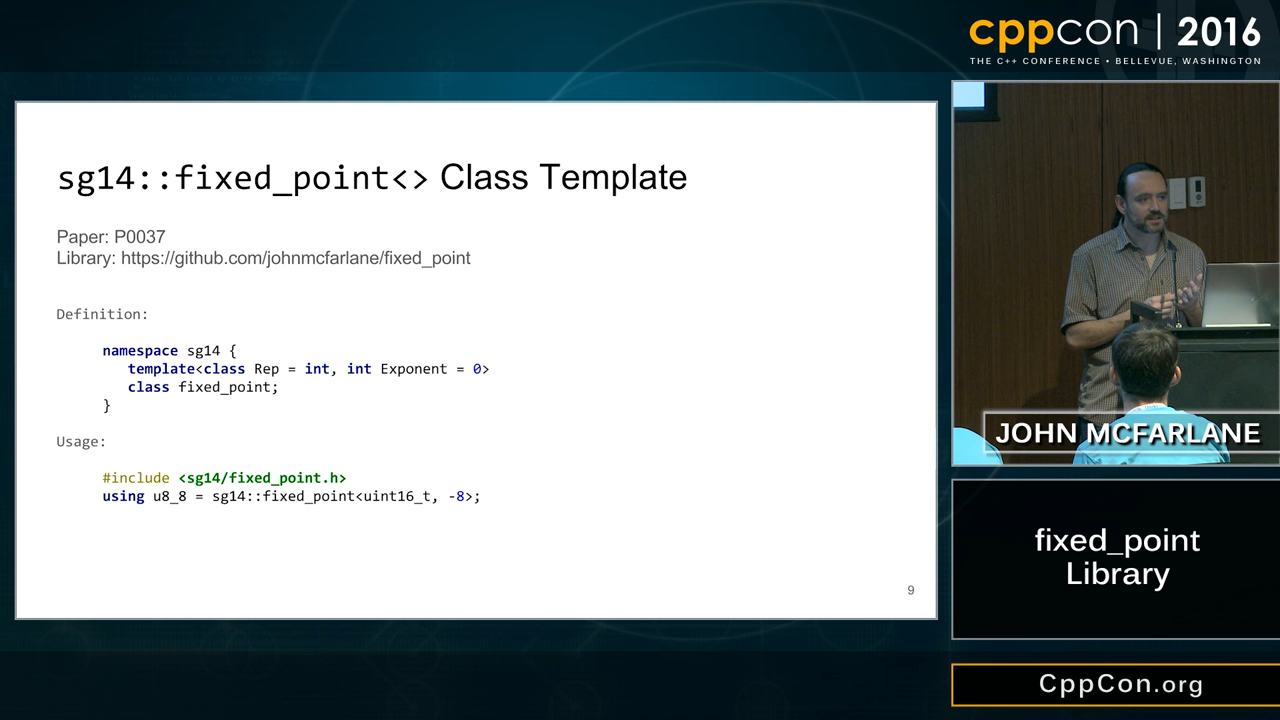 cppcon | 2016
THE C++ CONFERENCE • BELLEVUE, WASHINGTON
sg14::fixed_point<> Class Template
Paper: P0037
Library: https://github.com/johnmcfarlane/fixed_point
Definition:
namespace sg14 {
template<class Rep = int, int Exponent = 0>
class fixed_point;
}
Usage:
#include <sg14/fixed_point.h>
using u8_8 = sg14::fixed_point<uint16_t, -8>;
9
JOHN MCFARLANE
fixed_point
Library
CppCon.org